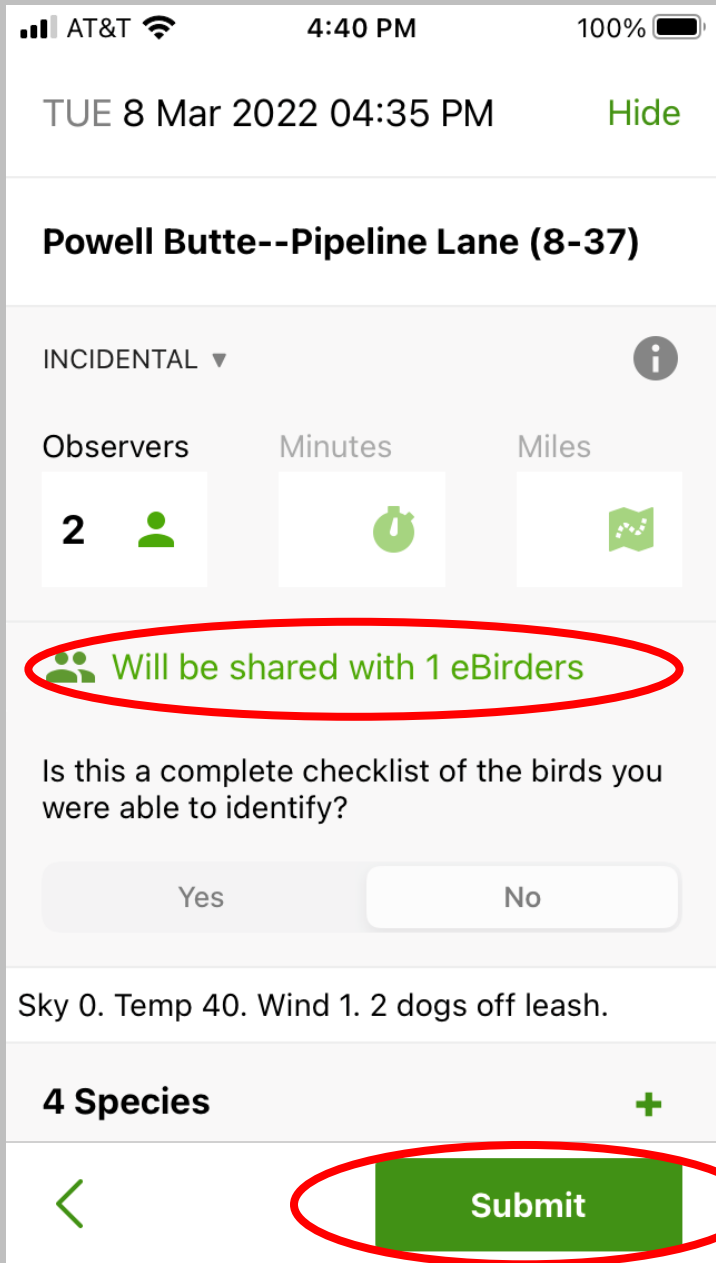 AT&T 4:40 PM 100%
TUE 8 Mar 2022 04:35 PM Hide
Powell Butte--Pipeline Lane (8-37)
INCIDENTAL ▼ i
Observers Minutes Miles
2
Will be shared with 1 eBirders
Is this a complete checklist of the birds you
were able to identify?
Yes No
Sky 0. Temp 40. Wind 1. 2 dogs off leash.
4 Species +
Submit